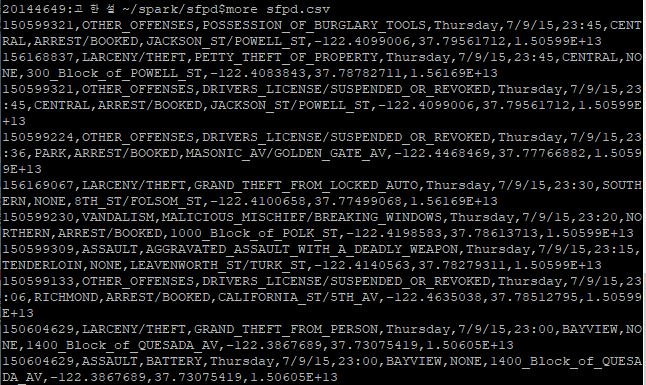 20144649:고 한 설 ~/spark/sfpd$more sfpd.csv
150599321,OTHER_OFFENSES,POSSESSION_OF_BURGLARY_TOOLS,Thursday,7/9/15,23:45,CENT
RAL,ARREST/BOOKED,JACKSON_ST/POWELL_ST,-122.4099006,37.79561712,1.50599E+13
156168837,LARCENY/THEFT,PETTY_THEFT_OF_PROPERTY,Thursday,7/9/15,23:45,CENTRAL,NO
NE,300_Block_of_POWELL_ST,-122.4083843,37.78782711,1.56169E+13
150599321,OTHER_OFFENSES,DRIVERS_LICENSE/SUSPENDED_OR_REVOKED,Thursday,7/9/15,23
:45,CENTRAL,ARREST/BOOKED,JACKSON_ST/POWELL_ST,-122.4099006,37.79561712,1.50599E
+13
150599224,OTHER_OFFENSES,DRIVERS_LICENSE/SUSPENDED_OR_REVOKED,Thursday,7/9/15,23
:36,PARK,ARREST/BOOKED,MASONIC_AV/GOLDEN_GATE_AV,-122.4468469,37.77766882,1.5059
9E+13
156169067,LARCENY/THEFT,GRAND_THEFT_FROM_LOCKED_AUTO,Thursday,7/9/15,23:30,SOUTH
ERN,NONE,8TH_ST/FOLSOM_ST,-122.4100658,37.77499068,1.56169E+13
150599230,VANDALISM,MALICIOUS_MISCHIEF/BREAKING_WINDOWS,Thursday,7/9/15,23:20,NO
RTHERN,ARREST/BOOKED,1000_Block_of_POLK_ST,-122.4198583,37.78613713,1.50599E+13
150599309,ASSAULT,AGGRAVATED_ASSAULT_WITH_A_DEADLY_WEAPON,Thursday,7/9/15,23:15,
TENDERLOIN,NONE,LEAVENWORTH_ST/TURK_ST,-122.4140563,37.78279311,1.50599E+13
150599133,OTHER_OFFENSES,DRIVERS_LICENSE/SUSPENDED_OR_REVOKED,Thursday,7/9/15,23
:06,RICHMOND,ARREST/BOOKED,CALIFORNIA_ST/5TH_AV,-122.4635038,37.78512795,1.50599
E+13
150604629,LARCENY/THEFT,GRAND_THEFT_FROM_PERSON,Thursday,7/9/15,23:00,BAYVIEW,NO
NE,1400_Block_of_QUESADA_AV,-122.3867689,37.73075419,1.50605E+13
150604629,ASSAULT,BATTERY,Thursday,7/9/15,23:00,BAYVIEW,NONE,1400_Block_of_QUESA
DA_AV,-122.3867689,37.73075419,1.50605E+13